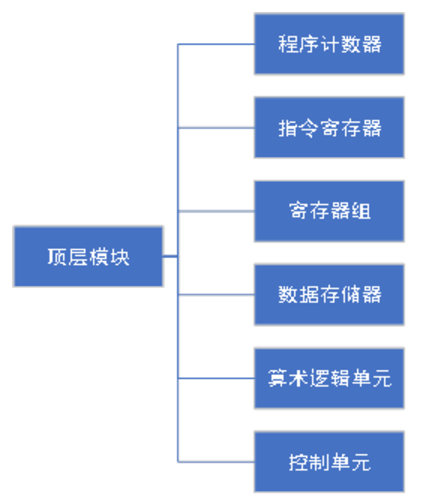 程序计数器
指令寄存器
寄存器组
顶层模块
数据存储器
算术逻辑单元
控制单元